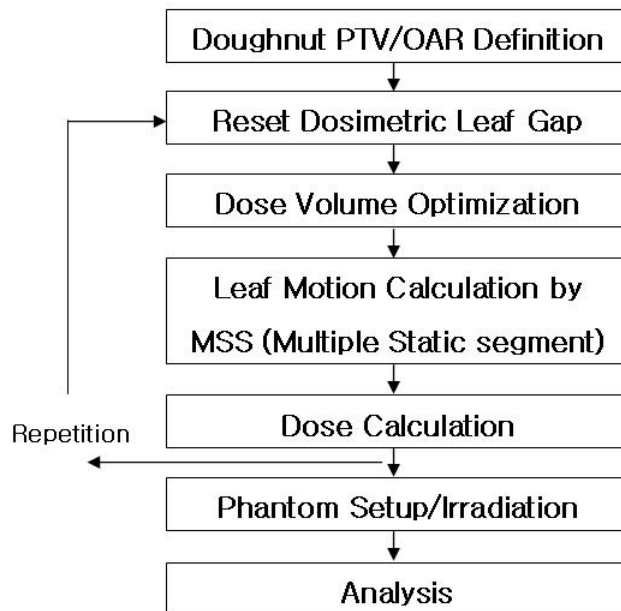 Doughnut PTV/OAR Definition
Reset Dosimetric Leaf Gap
Dose Volume Optimization
Leaf Motion Calculation by
MSS (Multiple Static segment)
Dose Calculation
Repetition
Phantom Setup/Irradiation
Analysis